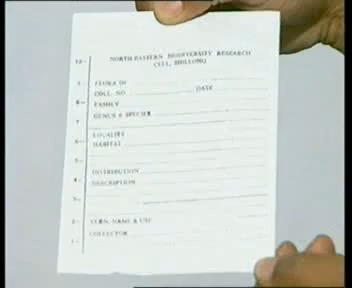 NORTH EASTERN BIODIVERSITY RESEARCH
CELL, SHILLONG
FLORA OF
COLL. NO. DATE
FAMILY
GENUS & SPECIES
LOCALITY
HABITAT
DISTRIBUTION
DESCRIPTION
VERN. NAME & USE
COLLECTOR